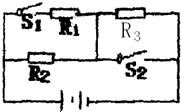 S₁ R₁ R₃
R₂ S₂